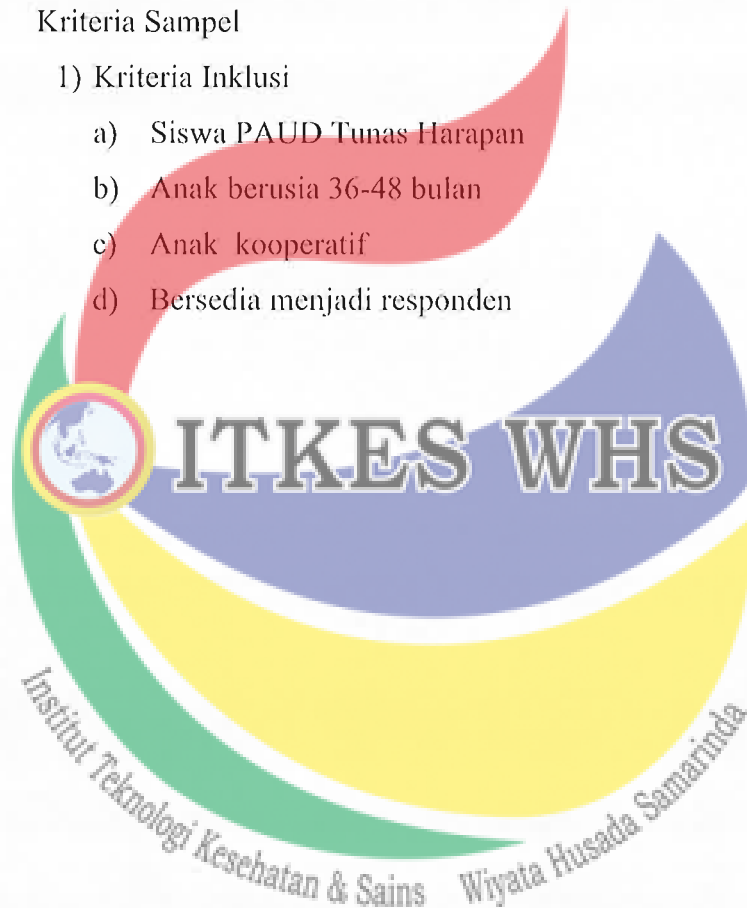 Kriteria Sampel
1) Kriteria Inklusi
a) Siswa PAUD Tunas Harapan
b) Anak berusia 36-48 bulan
c) Anak kooperatif
d) Bersedia menjadi responden
ITKES WHS
Institut Teknologi Kesehatan & Sains Wiyata Husada Samarinda